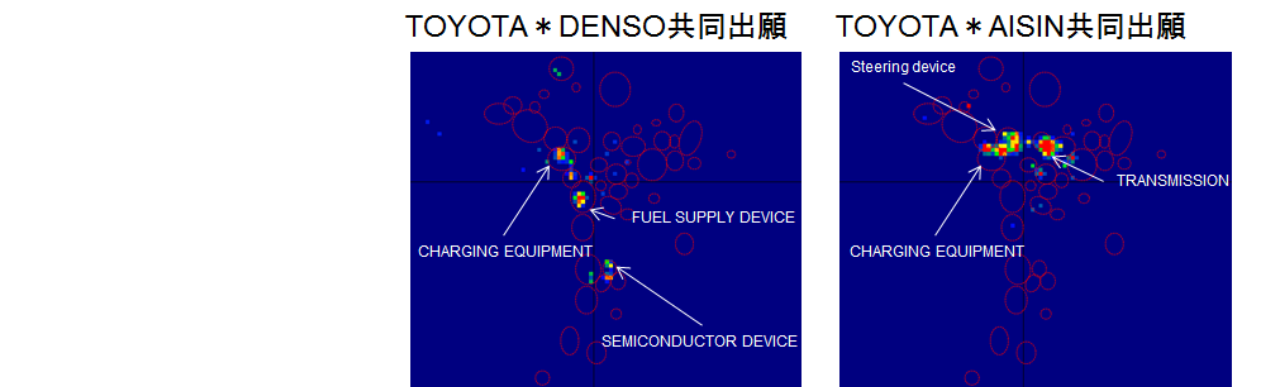 TOYOTA＊DENSO共同出願
CHARGING EQUIPMENT
FUEL SUPPLY DEVICE
SEMICONDUCTOR DEVICE
TOYOTA＊AISIN共同出願
Steering device
TRANSMISSION
CHARGING EQUIPMENT